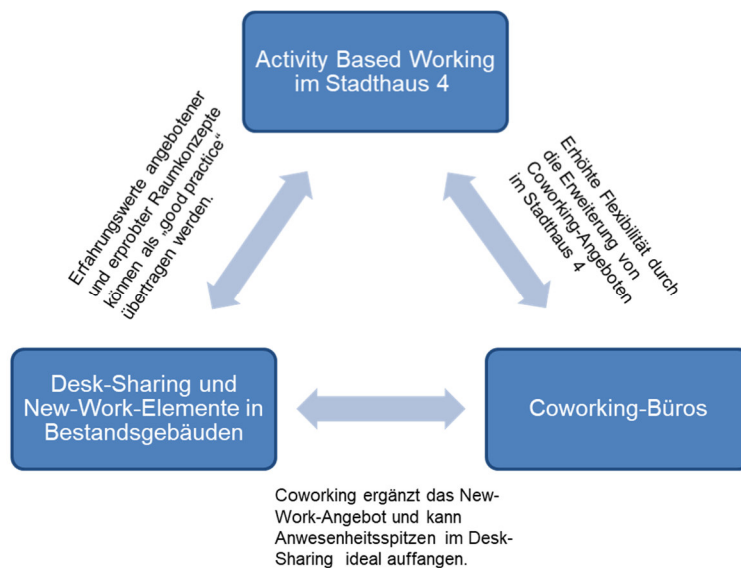 Activity Based Working
im Stadthaus 4
Erfahrungswerte angebotener
und erprobter Raumkonzepte
können als „good practice“
übertragen werden.
Erhöhte Flexibilität durch
die Erweiterung von
Coworking-Angeboten
im Stadthaus 4
Desk-Sharing und
New-Work-Elemente in
Bestandsgebäuden
Coworking-Büros
Coworking ergänzt das New-
Work-Angebot und kann
Anwesenheitsspitzen im Desk-
Sharing ideal auffangen.